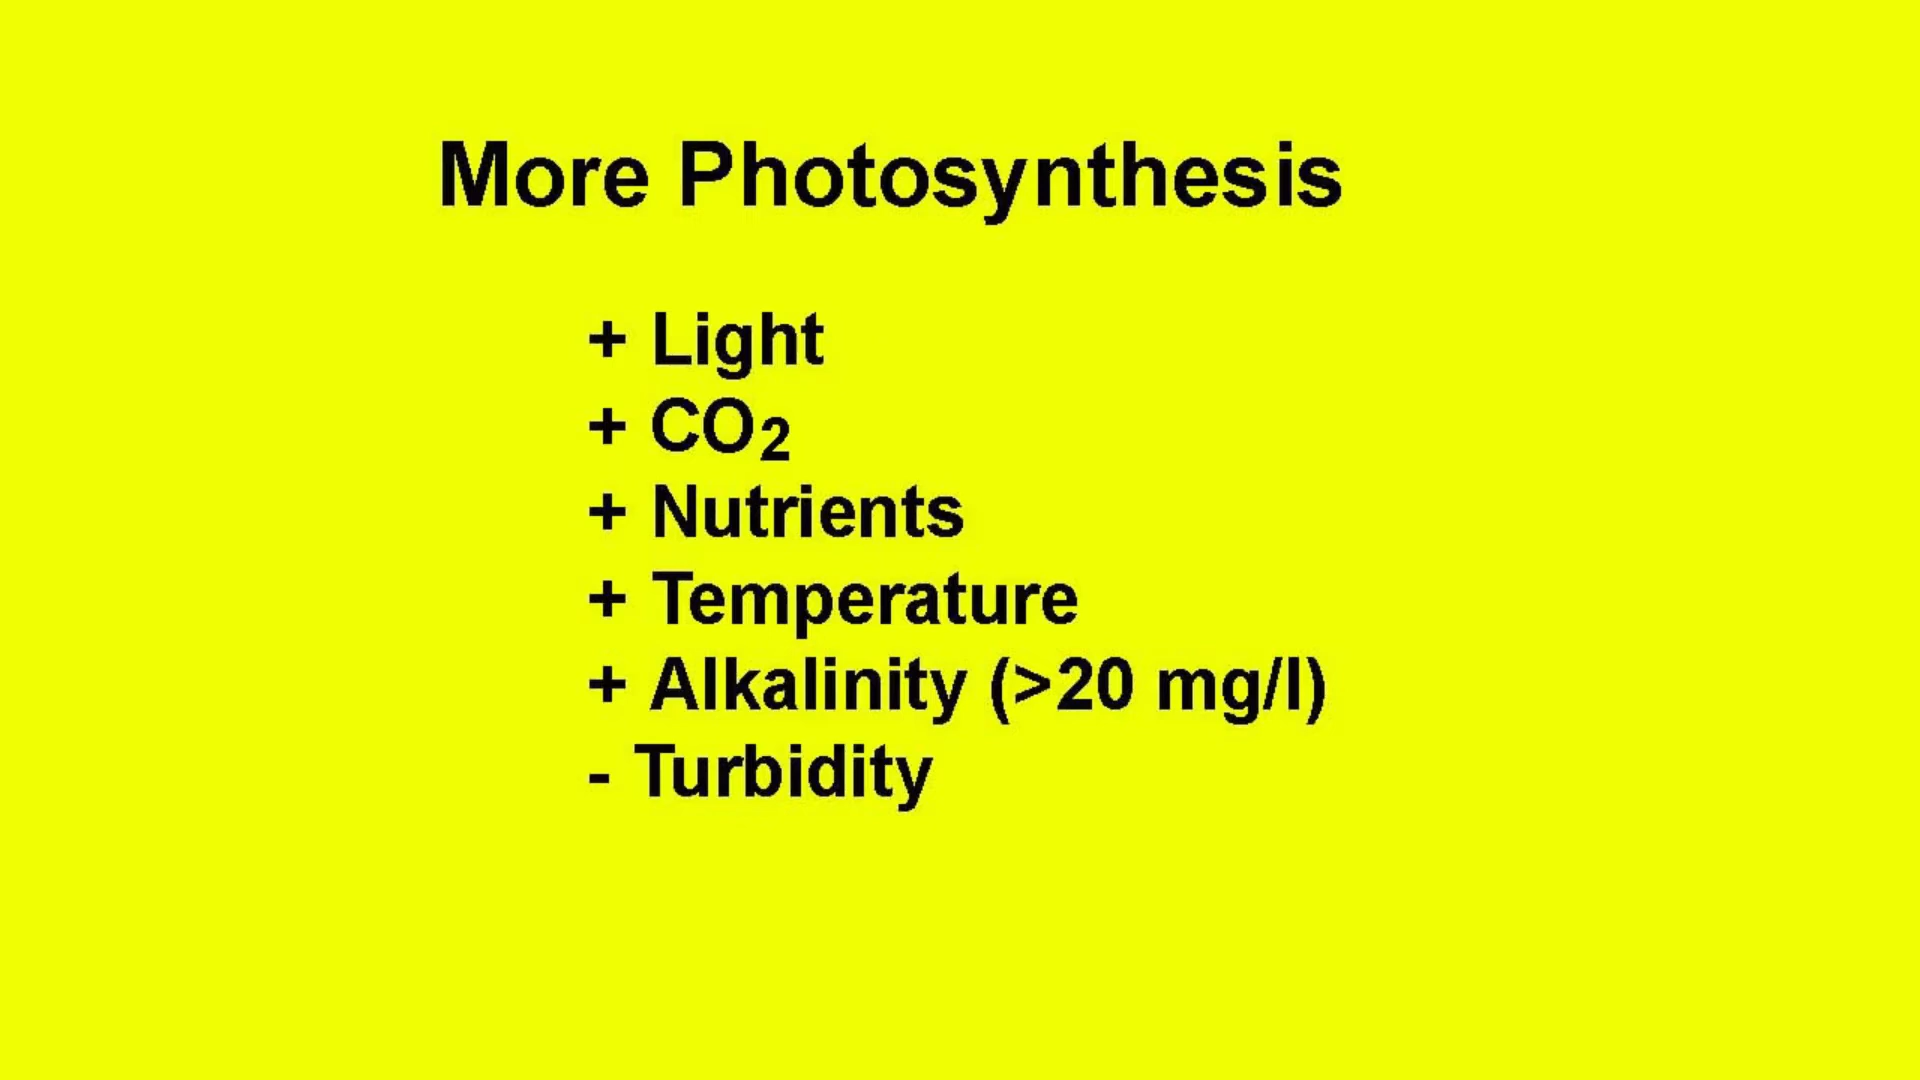 More Photosynthesis
+ Light
+ CO₂
+ Nutrients
+ Temperature
+ Alkalinity (>20 mg/l)
- Turbidity